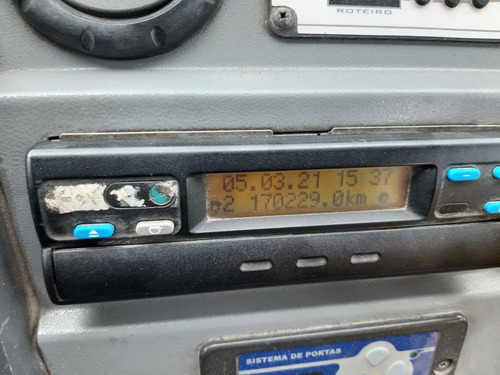 ROTEIRO
05.03.21 15 37
2 170229.0km
SISTEMA DE PORTAS